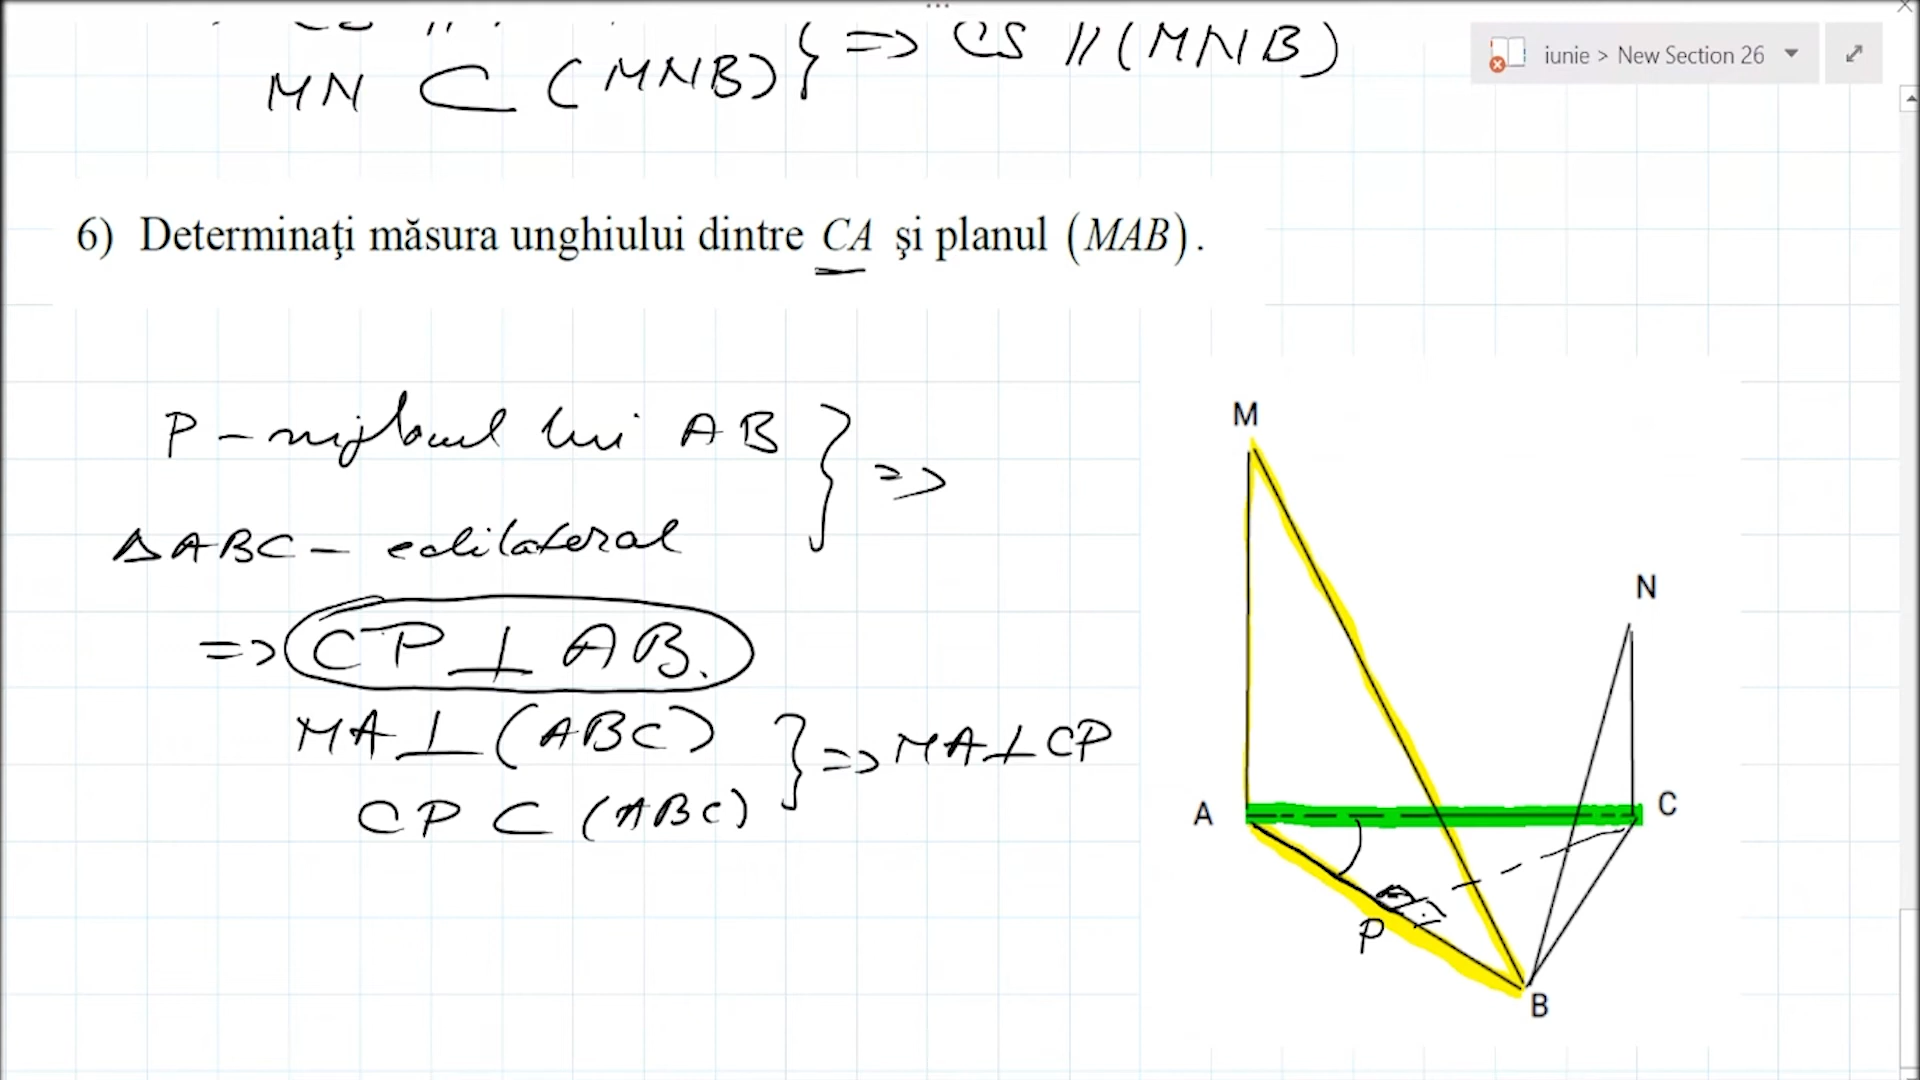 CS //
MN ⊂ (MNB) } => CS // (MNB)
iunie > New Section 26
6) Determinaţi măsura unghiului dintre CA şi planul (MAB).
P - mijlocul lui AB } =>
ΔABC - echilateral
=> CP ⊥ AB.
MA ⊥ (ABC) } => MA ⊥ CP
CP ⊂ (ABC)
M
N
A
C
P
B